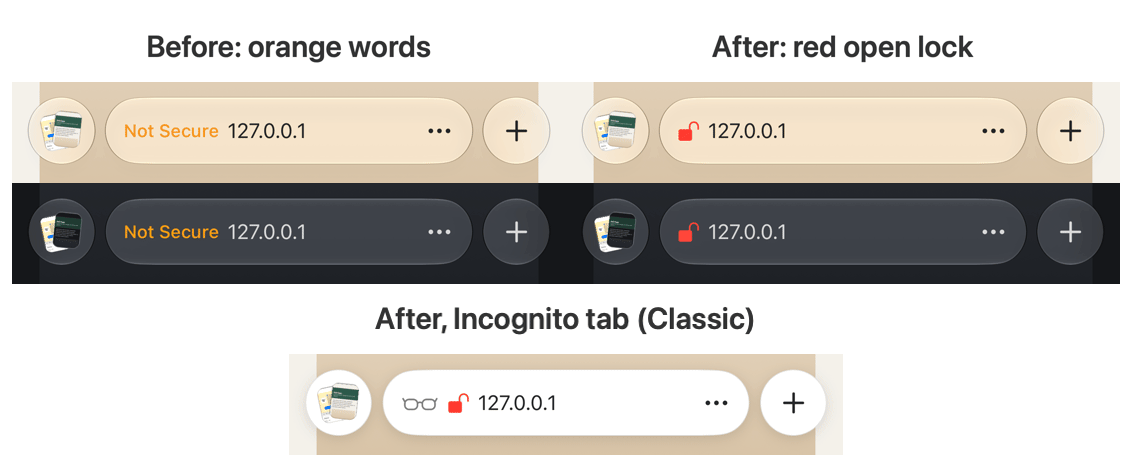 Before: orange words
After: red open lock
Not Secure 127.0.0.1
127.0.0.1
Not Secure 127.0.0.1
127.0.0.1
After, Incognito tab (Classic)
127.0.0.1